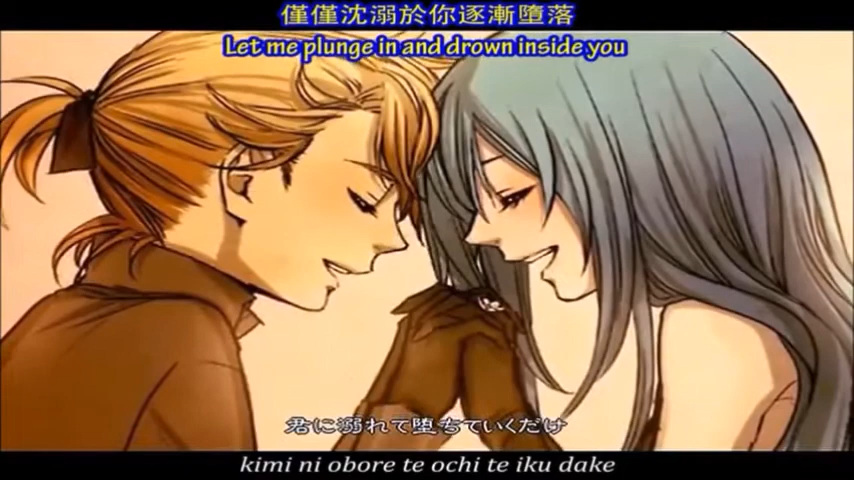 僅僅沈溺於你逐漸墮落
Let me plunge in and drown inside you
君に溺れて堕ちていくだけ
kimi ni obore te ochi te iku dake